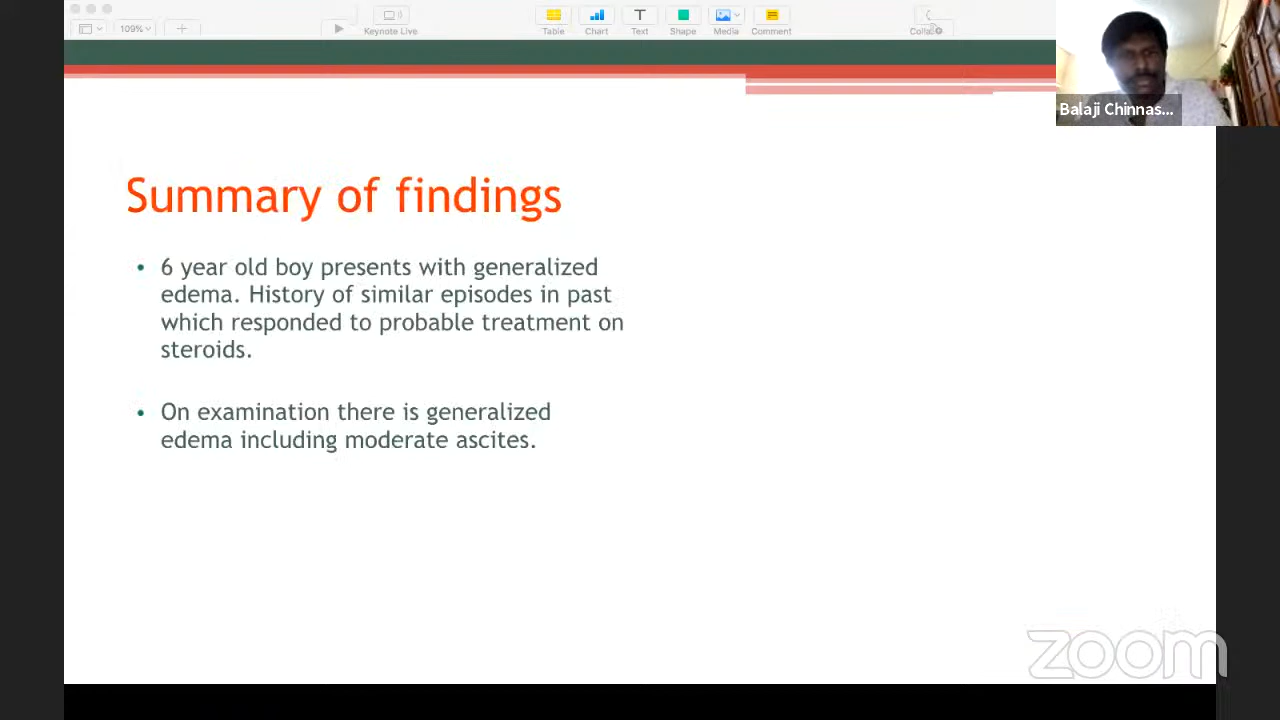 109%
Keynote Live
Table
Chart
Text
Shape
Media
Comment
Balaji Chinnas...
Summary of findings
• 6 year old boy presents with generalized
edema. History of similar episodes in past
which responded to probable treatment on
steroids.
• On examination there is generalized
edema including moderate ascites.
zoom